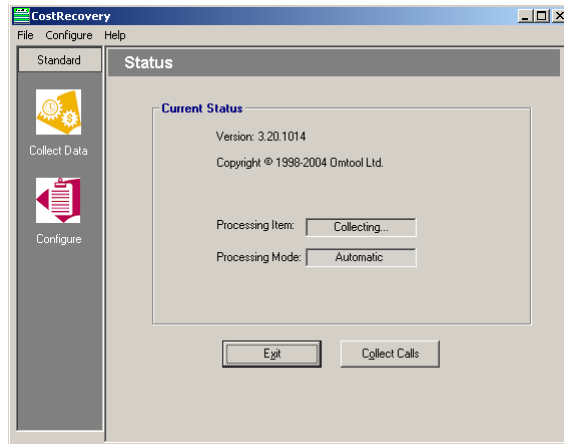 CostRecovery
File Configure Help
Standard
Status
Collect Data
Configure
Current Status
Version: 3.20.1014
Copyright © 1998-2004 Omtool Ltd.
Processing Item: Collecting...
Processing Mode: Automatic
Exit
Collect Calls